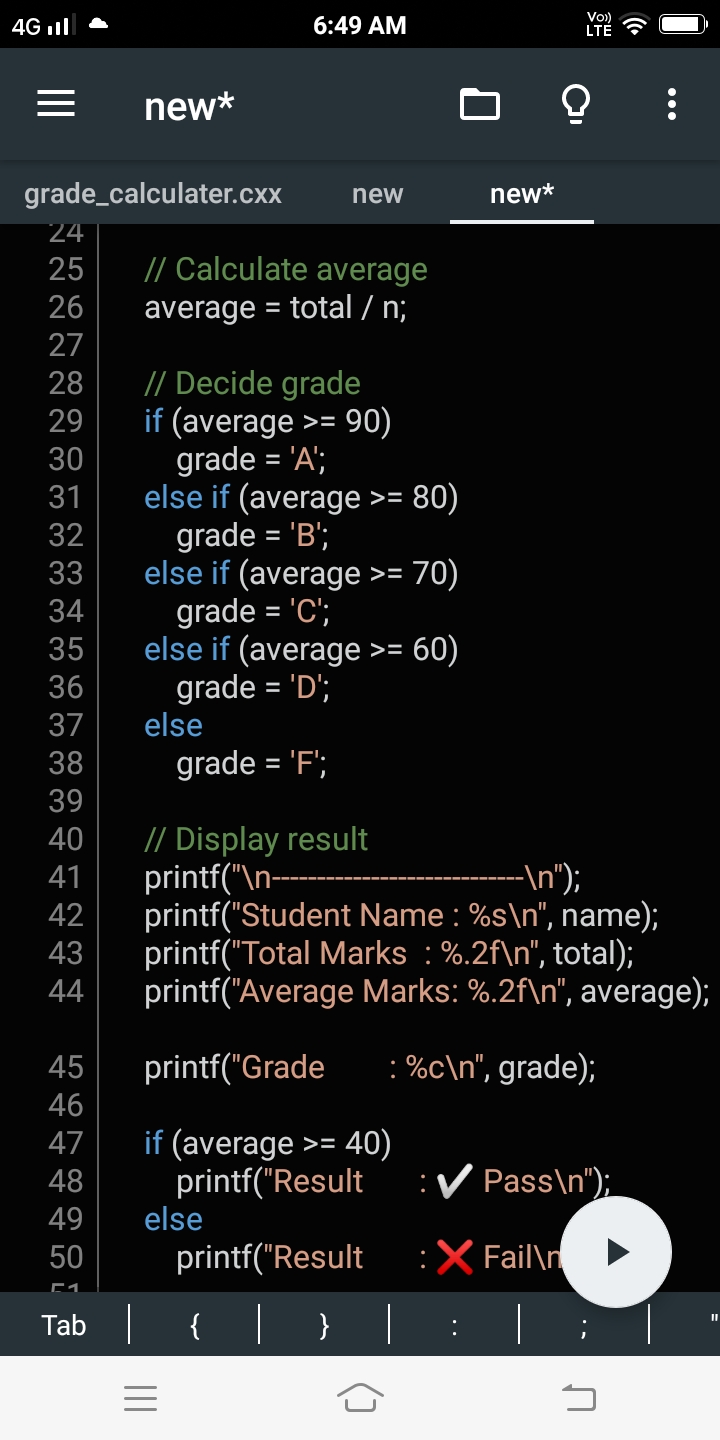 4G 6:49 AM Vo)) LTE
new*
grade_calculater.cxx new new*
24
25 // Calculate average
26 average = total / n;
27
28 // Decide grade
29 if (average >= 90)
30 grade = 'A';
31 else if (average >= 80)
32 grade = 'B';
33 else if (average >= 70)
34 grade = 'C';
35 else if (average >= 60)
36 grade = 'D';
37 else
38 grade = 'F';
39
40 // Display result
41 printf("\n----------------------------\n");
42 printf("Student Name : %s\n", name);
43 printf("Total Marks  : %.2f\n", total);
44 printf("Average Marks: %.2f\n", average);
45 printf("Grade        : %c\n", grade);
46
47 if (average >= 40)
48 printf("Result       : ✔️ Pass\n");
49 else
50 printf("Result       : ❌ Fail\n
51
Tab { } : ; "